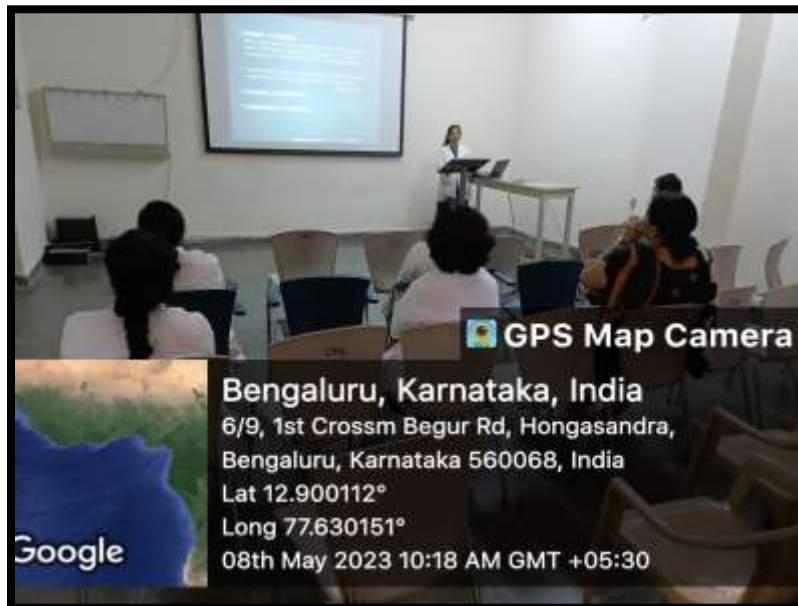 GPS Map Camera
Bengaluru, Karnataka, India
6/9, 1st Crossm Begur Rd, Hongasandra,
Bengaluru, Karnataka 560068, India
Lat 12.900112°
Long 77.630151°
08th May 2023 10:18 AM GMT +05:30
Google